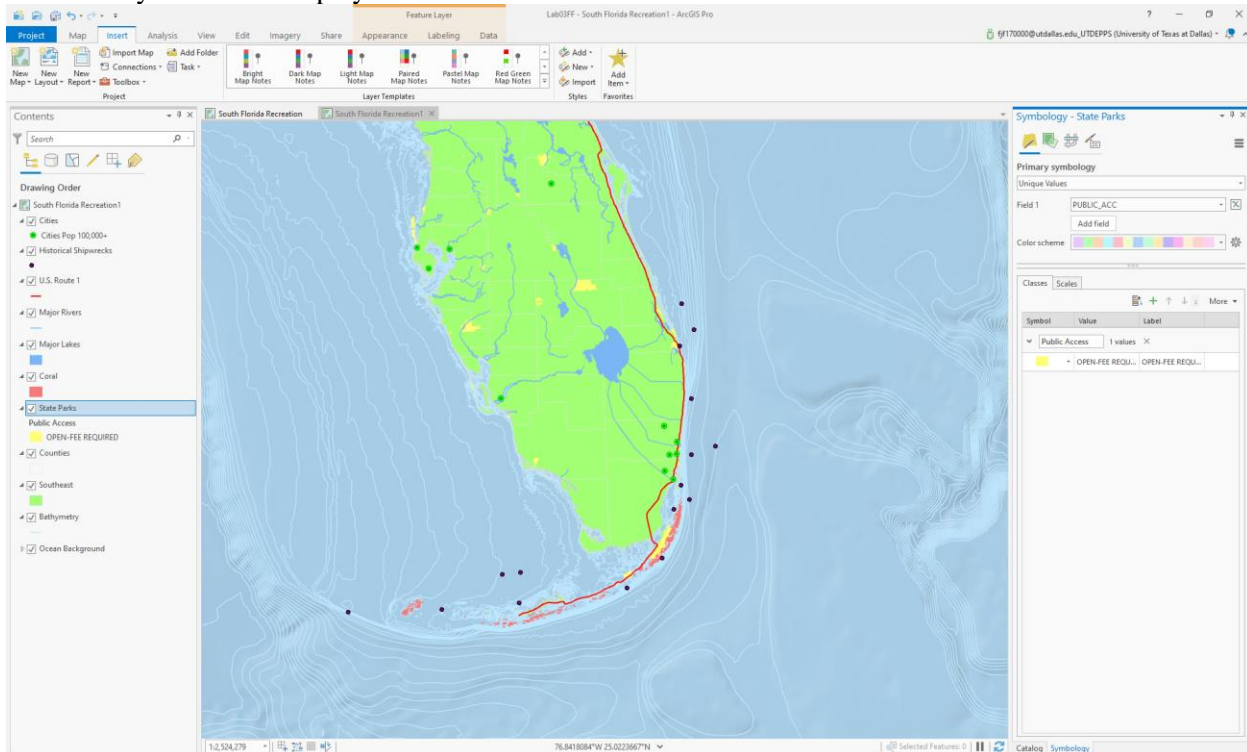 Feature Layer
Lab03FF - South Florida Recreation1 - ArcGIS Pro
? — X
Project Map Insert Analysis View Edit Imagery Share Appearance Labeling Data
fjf170000@utdallas.edu_UTDEPPS (University of Texas at Dallas)
New Map New Layout New Report
Import Map Add Folder
Connections Task
Toolbox
Bright Map Notes
Dark Map Notes
Light Map Notes
Paired Map Notes
Pastel Map Notes
Red Green Map Notes
Add
New
Import
Add Item
Project Layer Templates Styles Favorites
Contents
Search
Drawing Order
South Florida Recreation1
Cities
Cities Pop 100,000+
Historical Shipwrecks
U.S. Route 1
Major Rivers
Major Lakes
Coral
State Parks
Public Access
OPEN-FEE REQUIRED
Counties
Southeast
Bathymetry
Ocean Background
South Florida Recreation South Florida Recreation1
1:2,524,279
76.8418084°W 25.0223667°N
Selected Features: 0
Symbology - State Parks
Primary symbology
Unique Values
Field 1 PUBLIC_ACC
Add field
Color scheme
Classes Scales
More
Symbol Value Label
Public Access 1 values
OPEN-FEE REQU... OPEN-FEE REQU...
Catalog Symbology